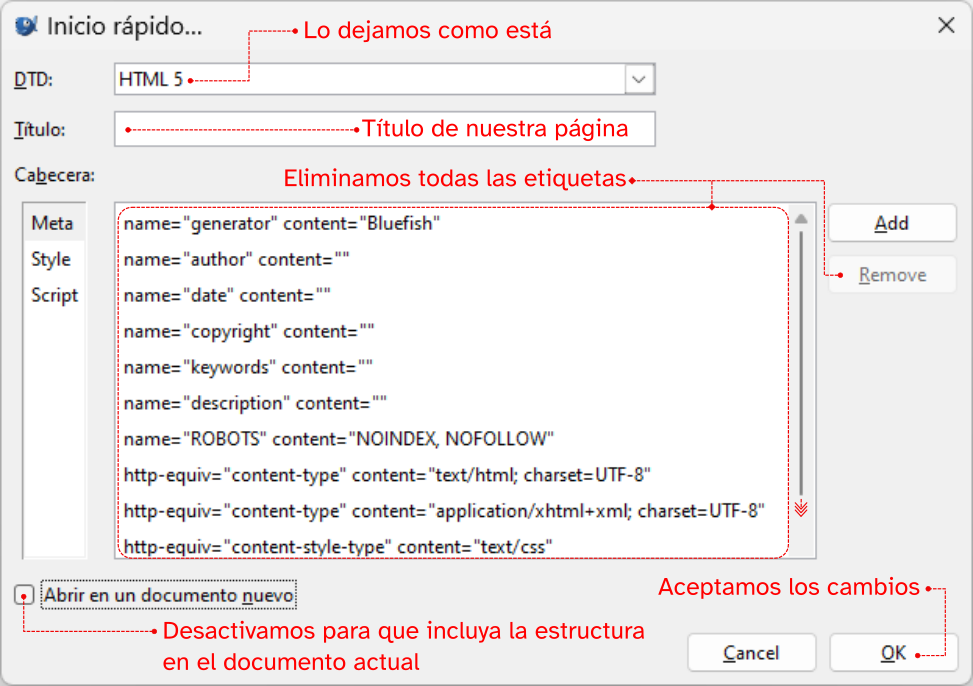 Inicio rápido...
Lo dejamos como está
DTD:
HTML 5
Título:
Título de nuestra página
Cabecera:
Eliminamos todas las etiquetas
Meta
Style
Script
name="generator" content="Bluefish"
name="author" content=""
name="date" content=""
name="copyright" content=""
name="keywords" content=""
name="description" content=""
name="ROBOTS" content="NOINDEX, NOFOLLOW"
http-equiv="content-type" content="text/html; charset=UTF-8"
http-equiv="content-type" content="application/xhtml+xml; charset=UTF-8"
http-equiv="content-style-type" content="text/css"
Add
Remove
Abrir en un documento nuevo
Desactivamos para que incluya la estructura
en el documento actual
Aceptamos los cambios
Cancel
OK